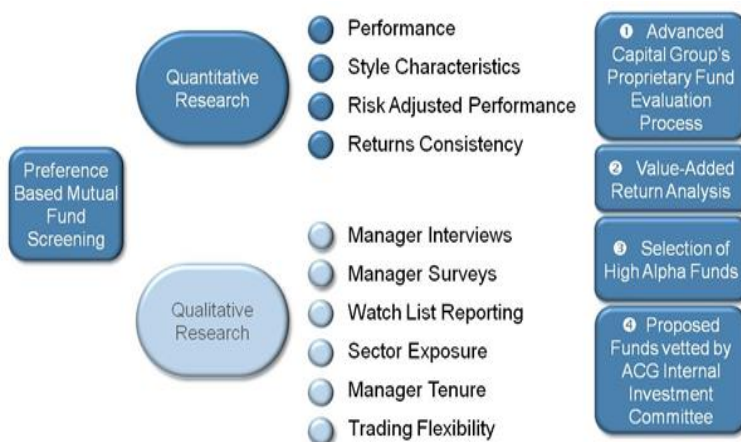 Preference
Based Mutual
Fund
Screening
Quantitative
Research
Performance
Style Characteristics
Risk Adjusted Performance
Returns Consistency
Qualitative
Research
Manager Interviews
Manager Surveys
Watch List Reporting
Sector Exposure
Manager Tenure
Trading Flexibility
❶ Advanced
Capital Group's
Proprietary Fund
Evaluation
Process
❷ Value-Added
Return Analysis
❸ Selection of
High Alpha Funds
❹ Proposed
Funds vetted by
ACG Internal
Investment
Committee